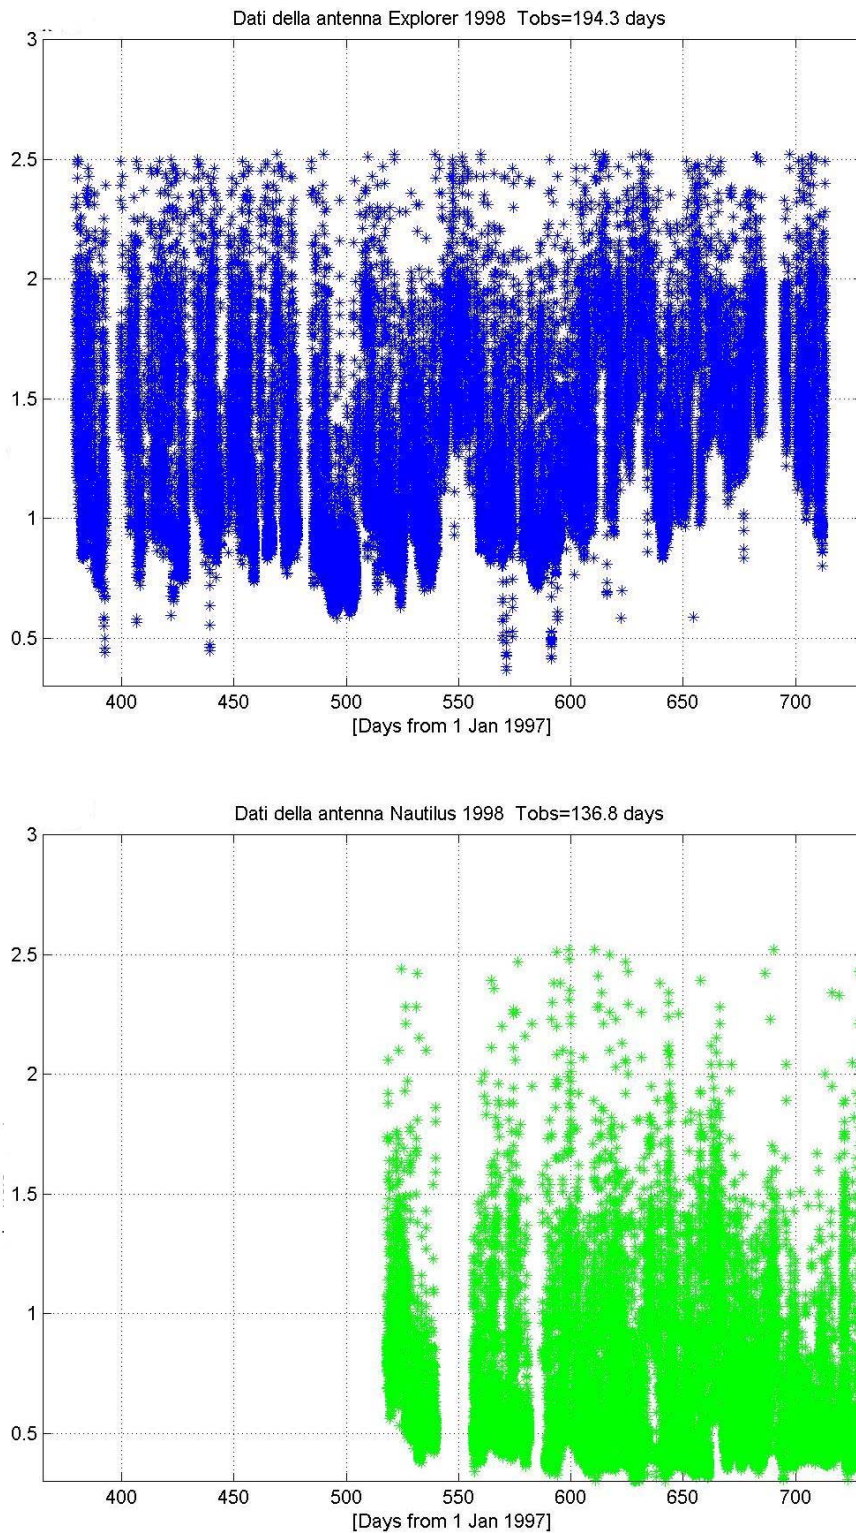 Dati della antenna Explorer 1998 Tobs=194.3 days
3
2.5
2
1.5
1
0.5
400 450 500 550 600 650 700
[Days from 1 Jan 1997]
Dati della antenna Nautilus 1998 Tobs=136.8 days
3
2.5
2
1.5
1
0.5
400 450 500 550 600 650 700
[Days from 1 Jan 1997]